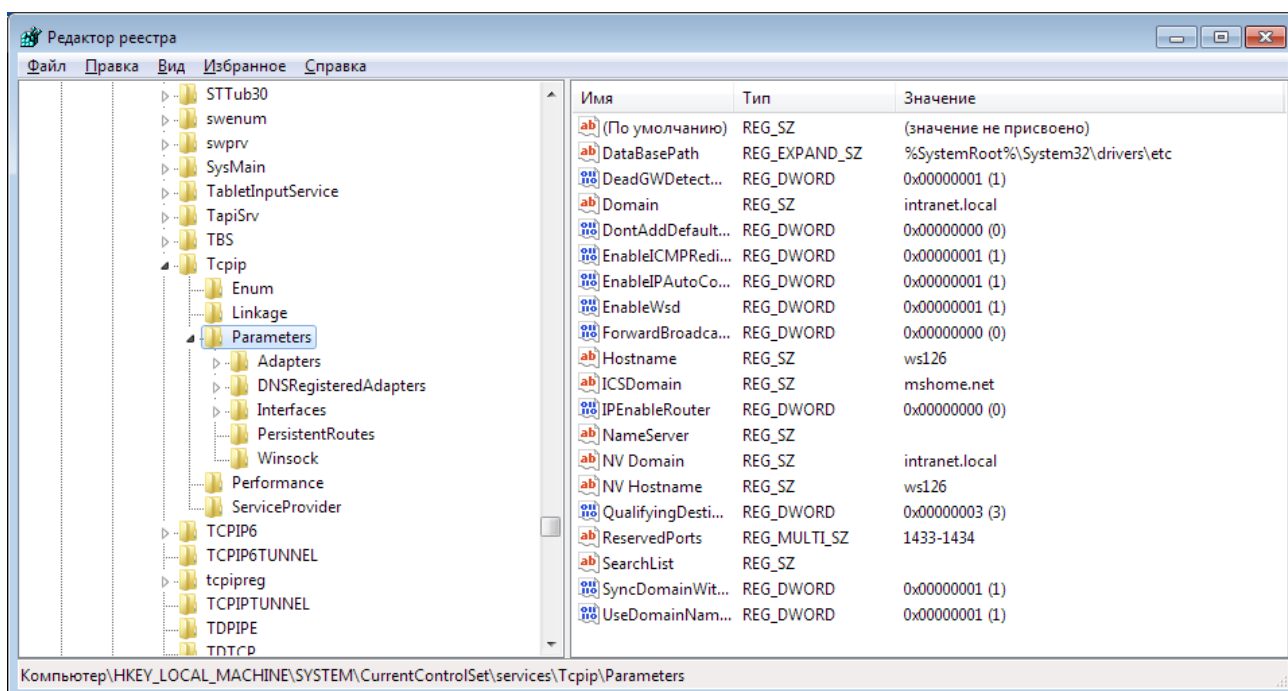 Редактор реестра
Файл Правка Вид Избранное Справка
STTub30
swenum
swprv
SysMain
TabletInputService
TapiSrv
TBS
Tcpip
Enum
Linkage
Parameters
Adapters
DNSRegisteredAdapters
Interfaces
PersistentRoutes
Winsock
Performance
ServiceProvider
TCPIP6
TCPIP6TUNNEL
tcpipreg
TCPIPTUNNEL
TDPIPE
TDTCP
Имя Тип Значение
(По умолчанию) REG_SZ (значение не присвоено)
DataBasePath REG_EXPAND_SZ %SystemRoot%\System32\drivers\etc
DeadGWDetect... REG_DWORD 0x00000001 (1)
Domain REG_SZ intranet.local
DontAddDefault... REG_DWORD 0x00000000 (0)
EnableICMPRedi... REG_DWORD 0x00000001 (1)
EnableIPAutoCo... REG_DWORD 0x00000001 (1)
EnableWsd REG_DWORD 0x00000001 (1)
ForwardBroadca... REG_DWORD 0x00000000 (0)
Hostname REG_SZ ws126
ICSDomain REG_SZ mshome.net
IPEnableRouter REG_DWORD 0x00000000 (0)
NameServer REG_SZ
NV Domain REG_SZ intranet.local
NV Hostname REG_SZ ws126
QualifyingDesti... REG_DWORD 0x00000003 (3)
ReservedPorts REG_MULTI_SZ 1433-1434
SearchList REG_SZ
SyncDomainWit... REG_DWORD 0x00000001 (1)
UseDomainNam... REG_DWORD 0x00000001 (1)
Компьютер\HKEY_LOCAL_MACHINE\SYSTEM\CurrentControlSet\services\Tcpip\Parameters